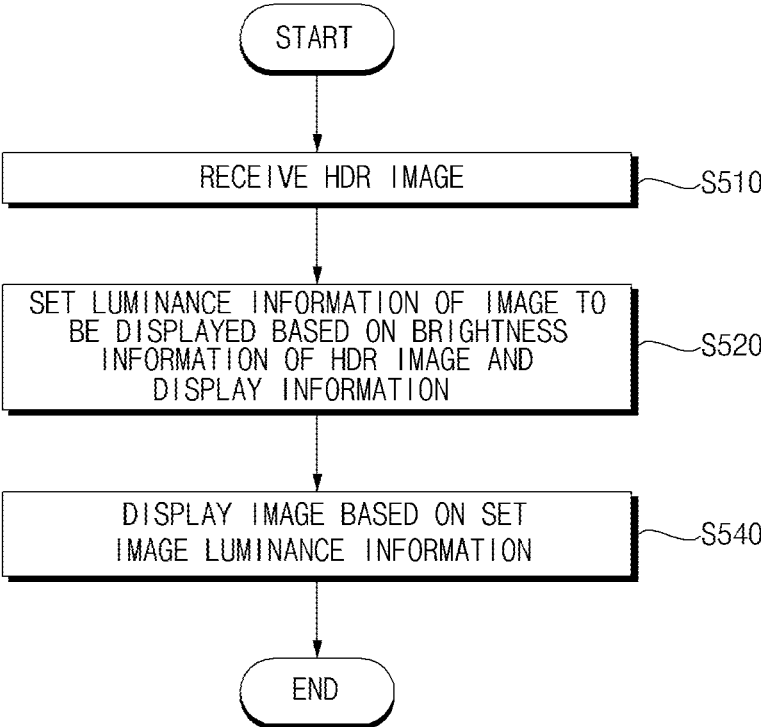 START
RECEIVE HDR IMAGE
S510
SET LUMINANCE INFORMATION OF IMAGE TO
BE DISPLAYED BASED ON BRIGHTNESS
INFORMATION OF HDR IMAGE AND
DISPLAY INFORMATION
S520
DISPLAY IMAGE BASED ON SET
IMAGE LUMINANCE INFORMATION
S540
END